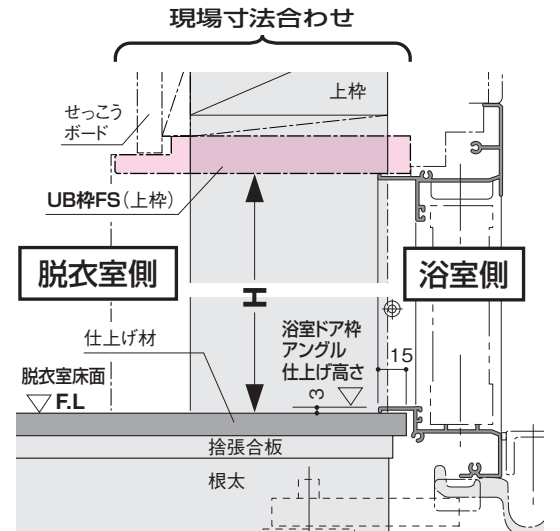 現場寸法合わせ
上枠
せっこう
ボード
UB枠FS(上枠)
脱衣室側
浴室側
H
仕上げ材
浴室ドア枠
アングル
仕上げ高さ
15
3
脱衣室床面
F.L
捨張合板
根太